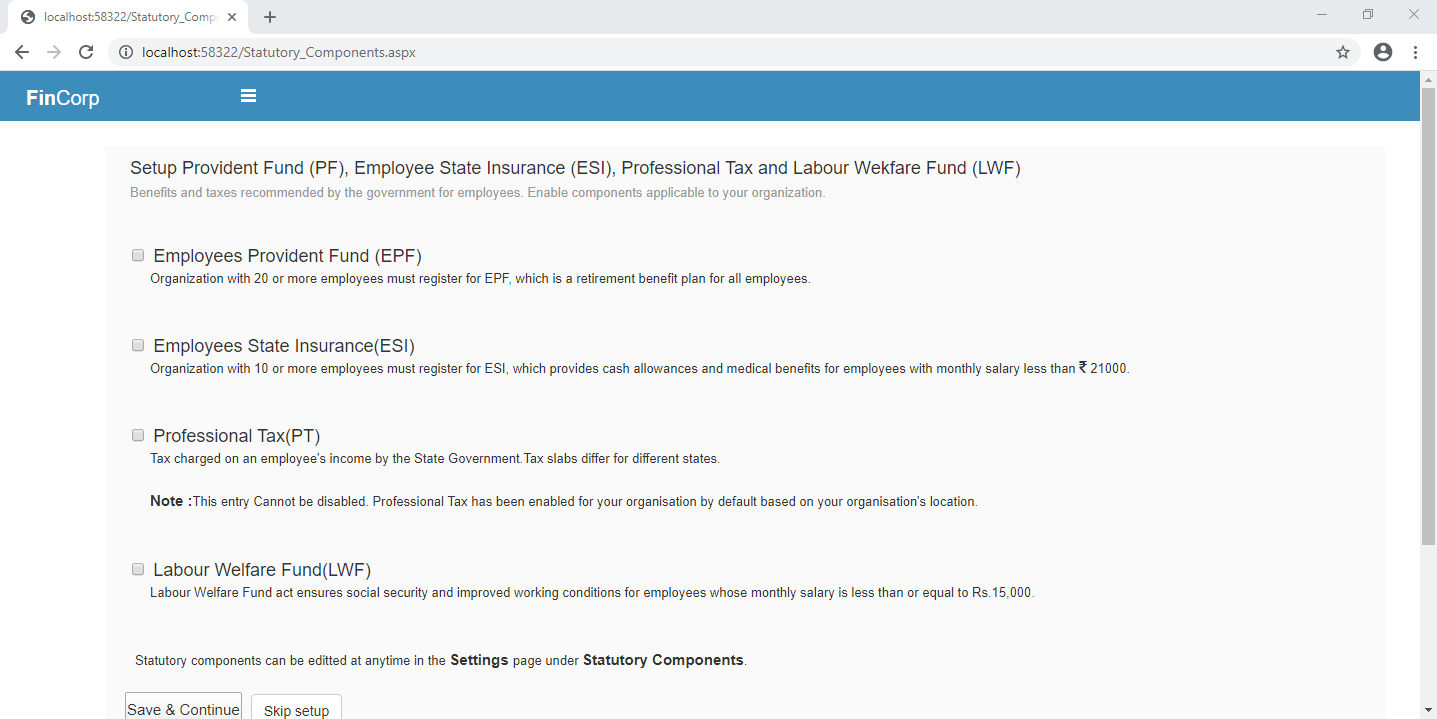 localhost:58322/Statutory_Comp
localhost:58322/Statutory_Components.aspx
FinCorp
Setup Provident Fund (PF), Employee State Insurance (ESI), Professional Tax and Labour Wekfare Fund (LWF)
Benefits and taxes recommended by the government for employees. Enable components applicable to your organization.
Employees Provident Fund (EPF)
Organization with 20 or more employees must register for EPF, which is a retirement benefit plan for all employees.
Employees State Insurance(ESI)
Organization with 10 or more employees must register for ESI, which provides cash allowances and medical benefits for employees with monthly salary less than ₹ 21000.
Professional Tax(PT)
Tax charged on an employee's income by the State Government.Tax slabs differ for different states.
Note :This entry Cannot be disabled. Professional Tax has been enabled for your organisation by default based on your organisation's location.
Labour Welfare Fund(LWF)
Labour Welfare Fund act ensures social security and improved working conditions for employees whose monthly salary is less than or equal to Rs.15,000.
Statutory components can be editted at anytime in the Settings page under Statutory Components.
Save & Continue Skip setup